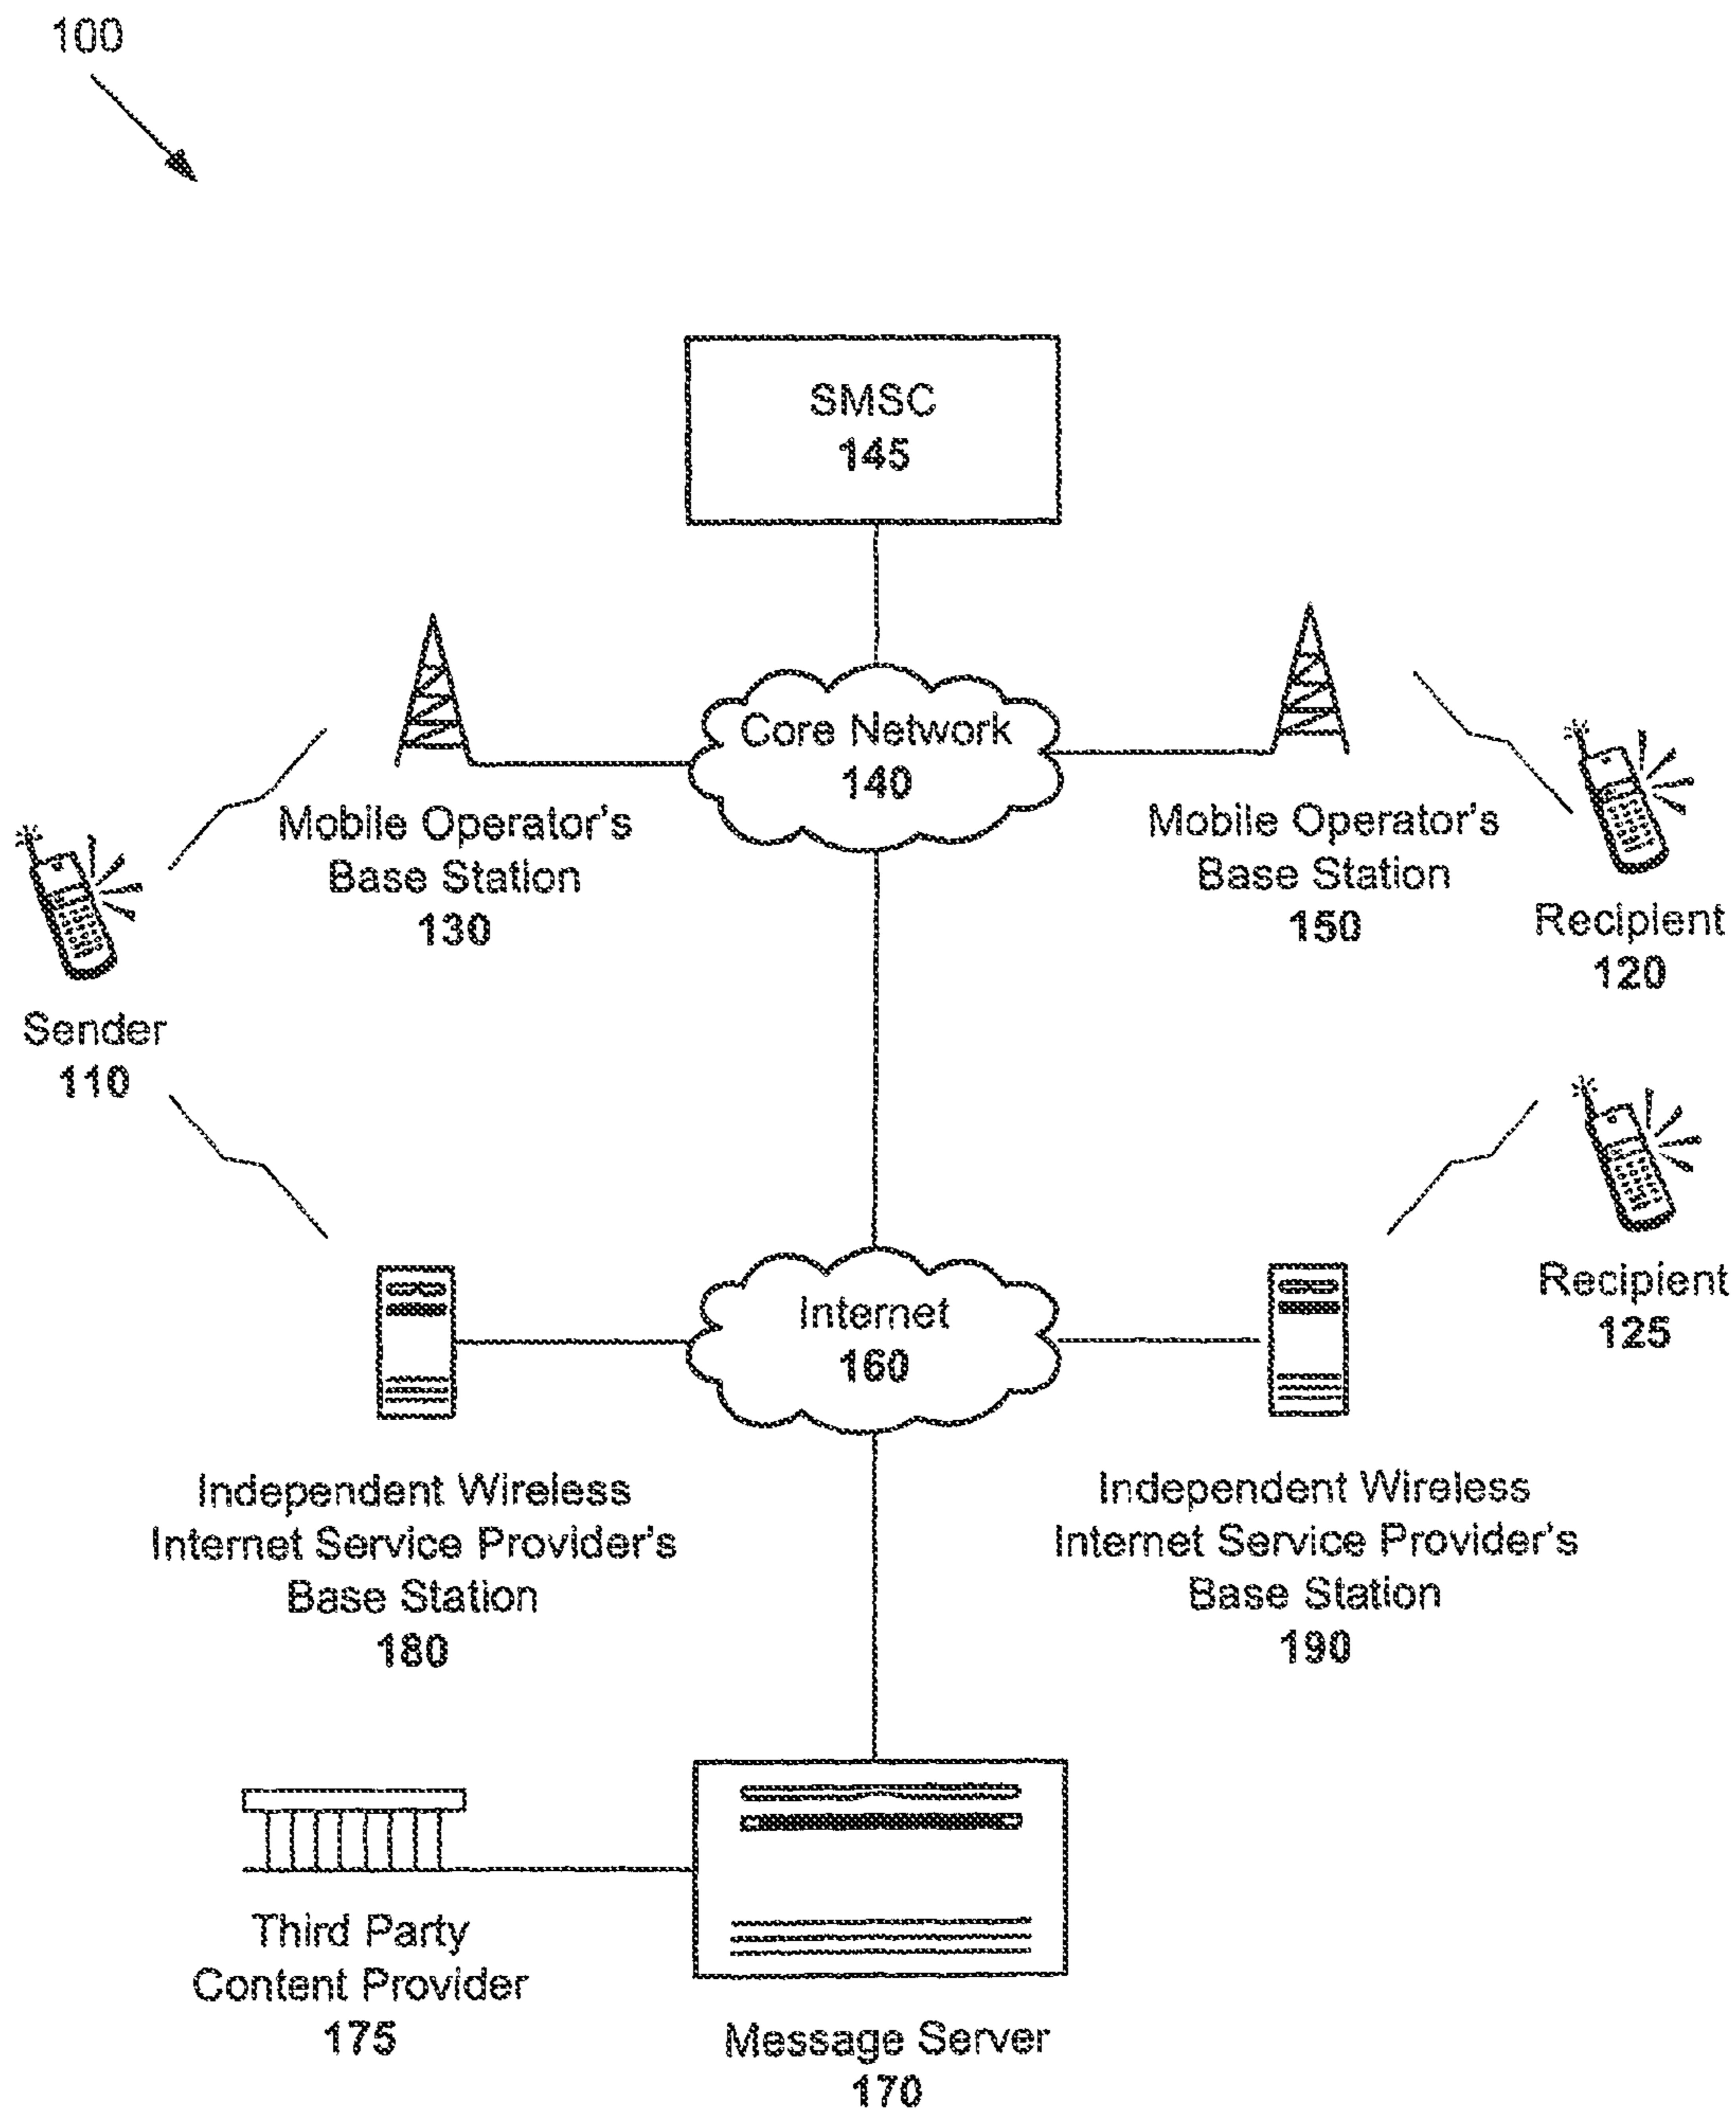 100
SMSC
145
Core Network
140
Mobile Operator's
Base Station
130
Mobile Operator's
Base Station
150
Recipient
120
Sender
110
Recipient
125
Internet
160
Independent Wireless
Internet Service Provider's
Base Station
180
Independent Wireless
Internet Service Provider's
Base Station
190
Third Party
Content Provider
175
Message Server
170